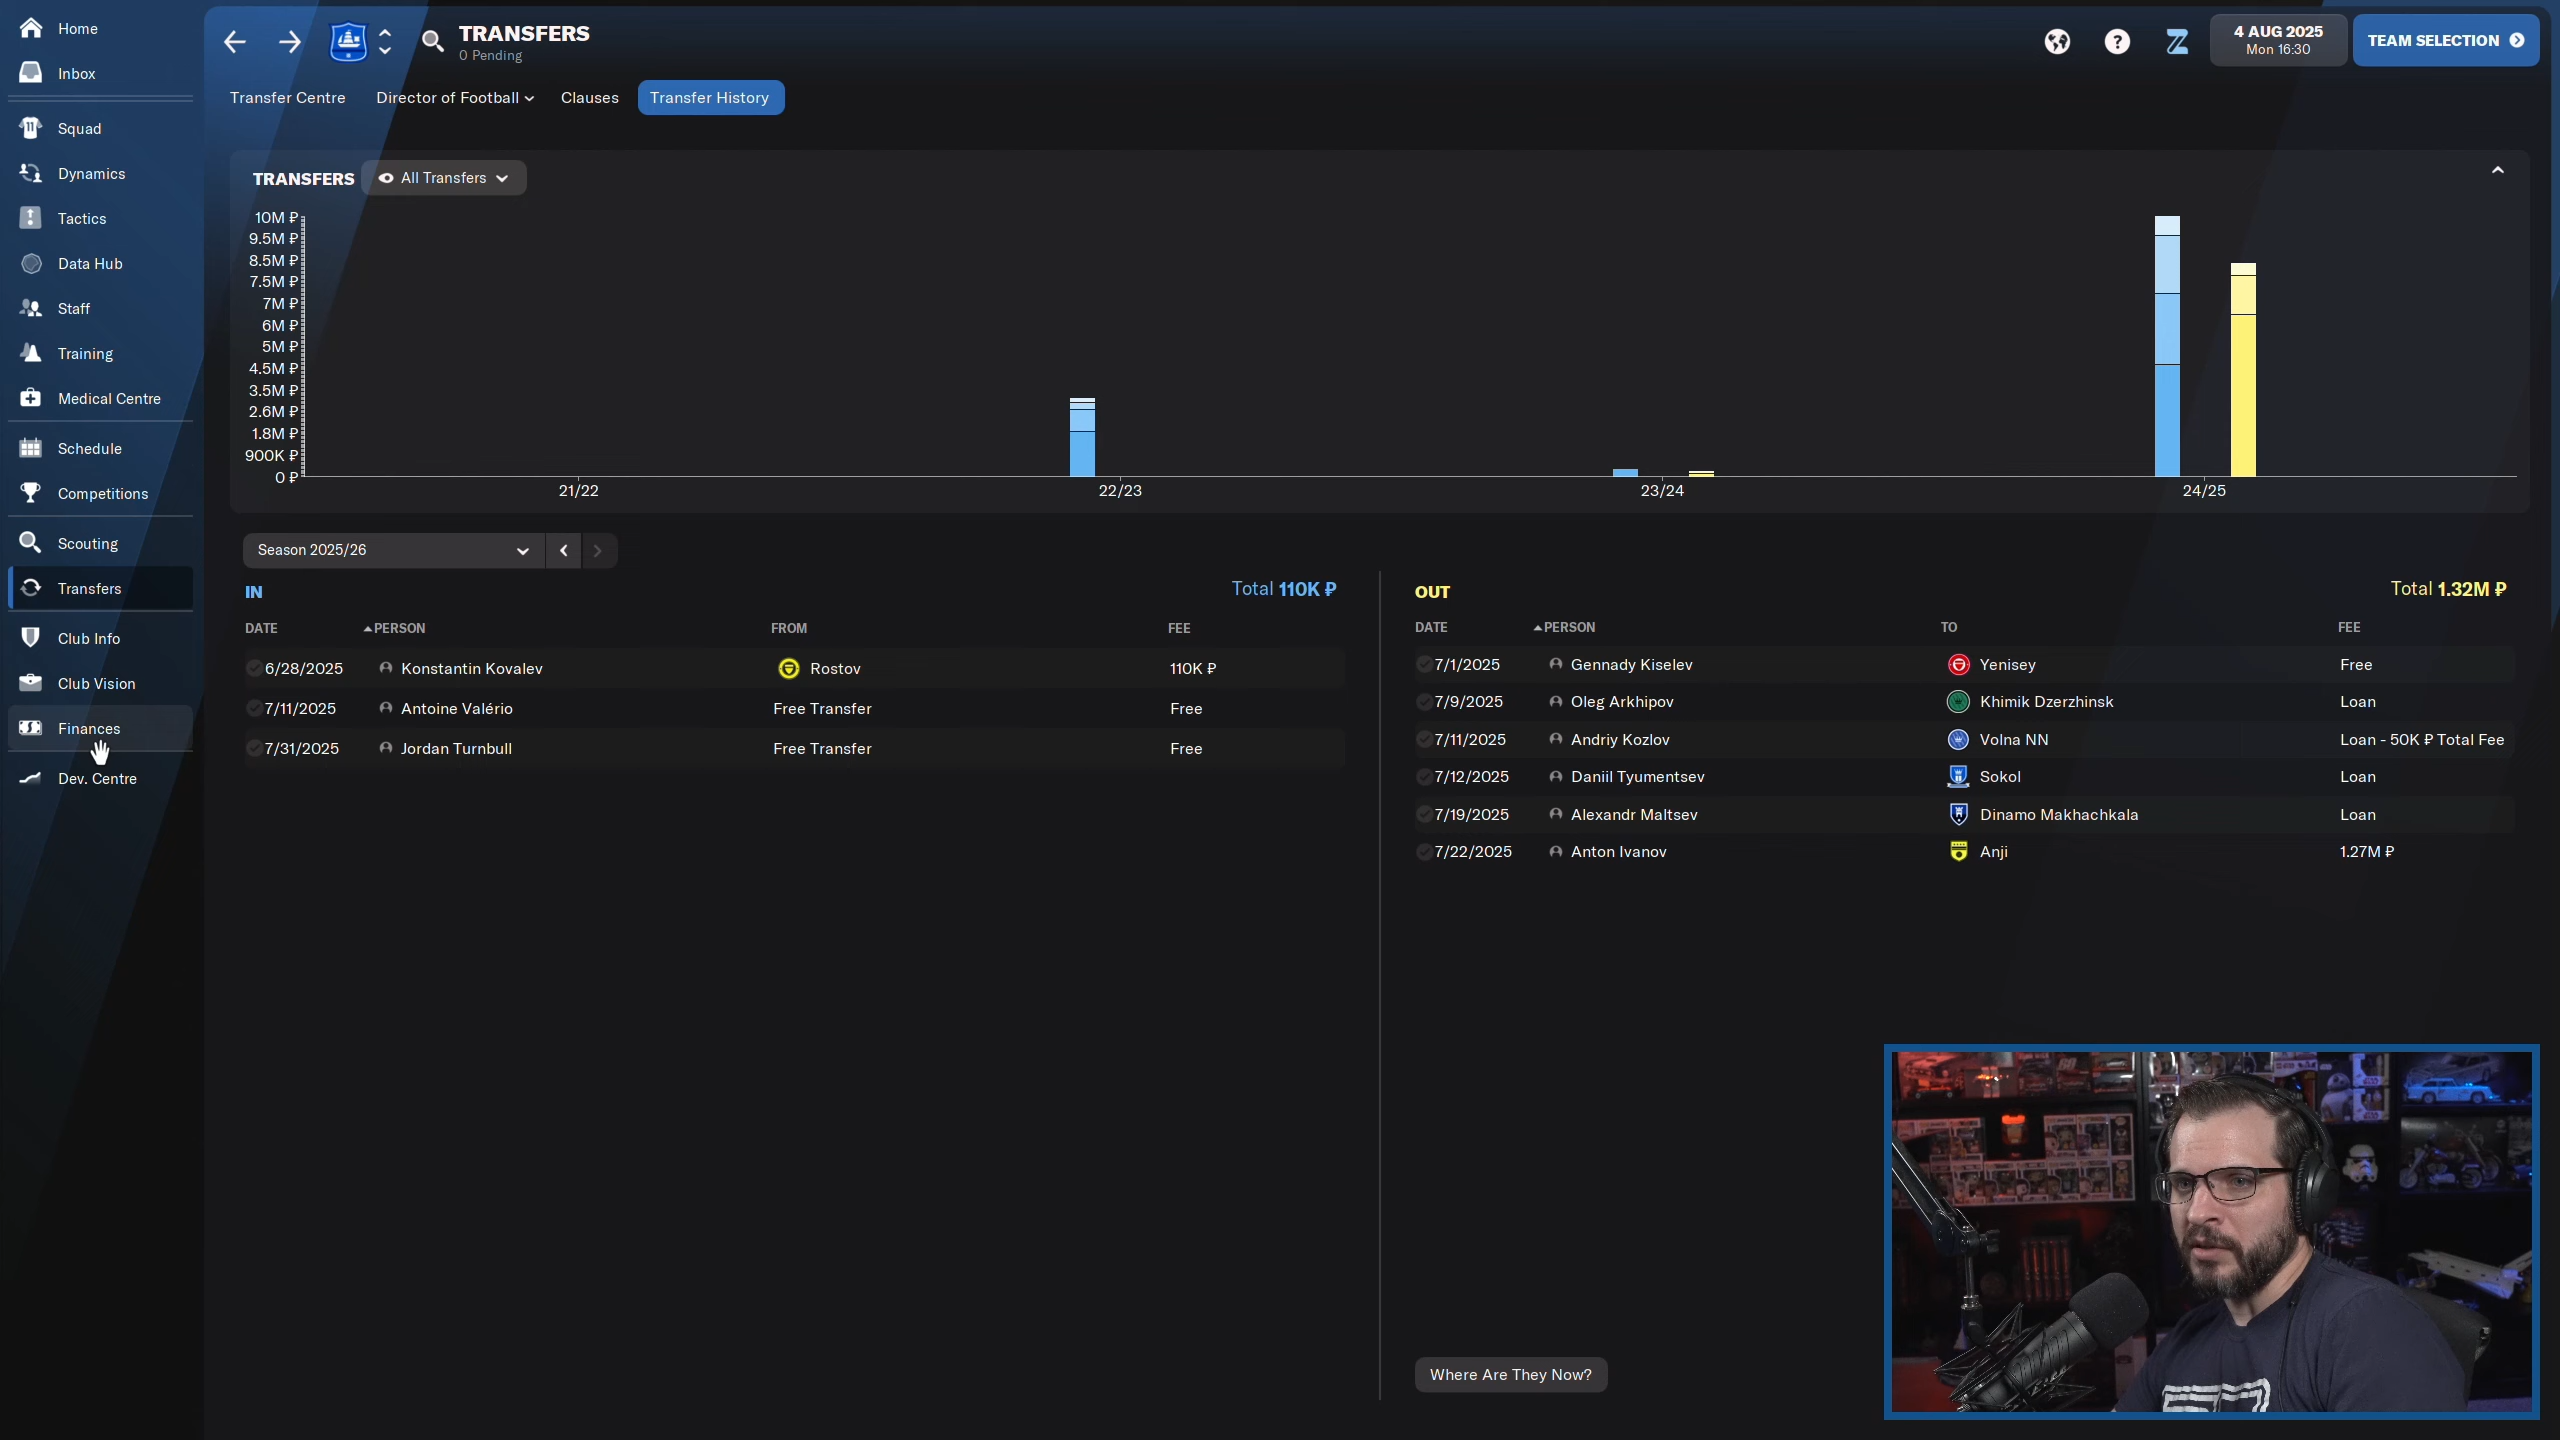 Home
Inbox
Squad
Dynamics
Tactics
Data Hub
Staff
Training
Medical Centre
Schedule
Competitions
Scouting
Transfers
Club Info
Club Vision
Finances
Dev. Centre
TRANSFERS
0 Pending
4 AUG 2025
Mon 16:30
TEAM SELECTION
Transfer Centre Director of Football Clauses Transfer History
TRANSFERS All Transfers
10M ₽
9.5M ₽
8.5M ₽
7.5M ₽
7M ₽
6M ₽
5M ₽
4.5M ₽
3.5M ₽
2.6M ₽
1.8M ₽
900K ₽
0 ₽
21/22 22/23 23/24 24/25
Season 2025/26
IN Total 110K ₽
DATE PERSON FROM FEE
6/28/2025 Konstantin Kovalev Rostov 110K ₽
7/11/2025 Antoine Valério Free Transfer Free
7/31/2025 Jordan Turnbull Free Transfer Free
OUT Total 1.32M ₽
DATE PERSON TO FEE
7/1/2025 Gennady Kiselev Yenisey Free
7/9/2025 Oleg Arkhipov Khimik Dzerzhinsk Loan
7/11/2025 Andriy Kozlov Volna NN Loan - 50K ₽ Total Fee
7/12/2025 Daniil Tyumentsev Sokol Loan
7/19/2025 Alexandr Maltsev Dinamo Makhachkala Loan
7/22/2025 Anton Ivanov Anji 1.27M ₽
Where Are They Now?